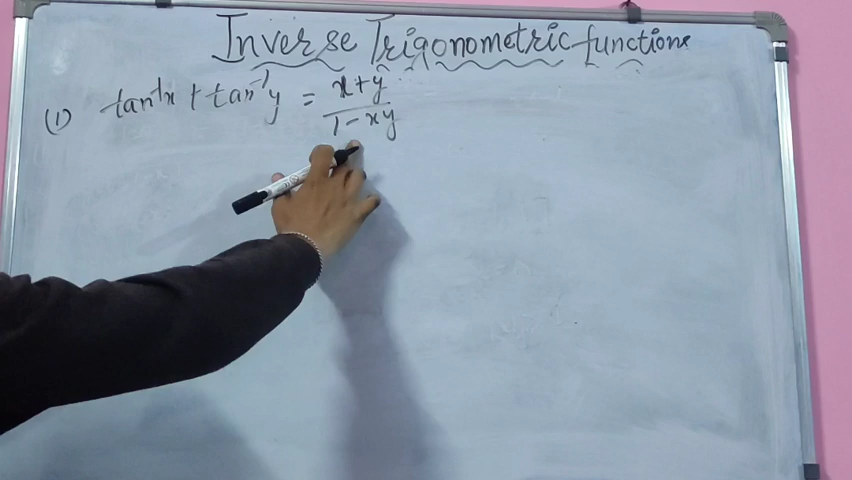 Inverse Trigonometric functions
(1) tan⁻¹x + tan⁻¹y = x+y / 1-xy